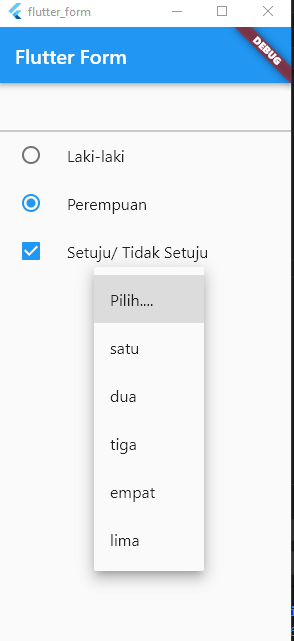 flutter_form
Flutter Form
DEBUG
Laki-laki
Perempuan
Setuju/ Tidak Setuju
Pilih....
satu
dua
tiga
empat
lima